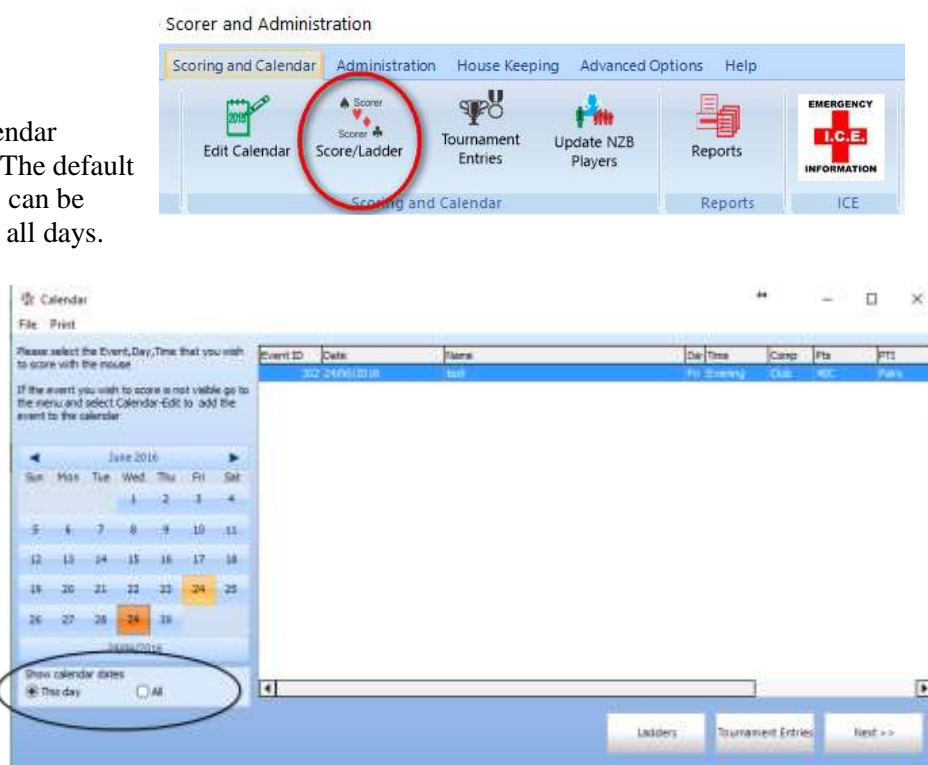 Scorer and Administration
Scoring and Calendar Administration House Keeping Advanced Options Help
Scorer
Scorer
Edit Calendar Score/Ladder Tournament Entries Update NZB Players Reports
EMERGENCY
I.C.E.
INFORMATION
Scoring and Calendar Reports ICE
endar
The default
can be
all days.
Calendar
File Print
Please select the Event,Day,Time that you wish
to score with the mouse
If the event you wish to score is not visible go to
the menu and select Calendar-Edit to add the
event to the calendar
Event ID Date Name Da Time Comp Pts PT1
test Fri Evening Club Pairs
June 2016
Sun Mon Tue Wed Thu Fri Sat
1 2 3 4
5 6 7 8 9 10 11
12 13 14 15 16 17 18
19 20 21 22 23 24 25
26 27 28 30
Show calendar dates
This day All
Ladders Tournament Entries Next >>